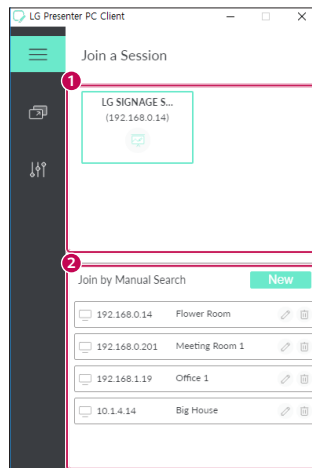 LG Presenter PC Client
Join a Session
1
LG SIGNAGE S...
(192.168.0.14)
2
Join by Manual Search
New
192.168.0.14 Flower Room
192.168.0.201 Meeting Room 1
192.168.1.19 Office 1
10.1.4.14 Big House